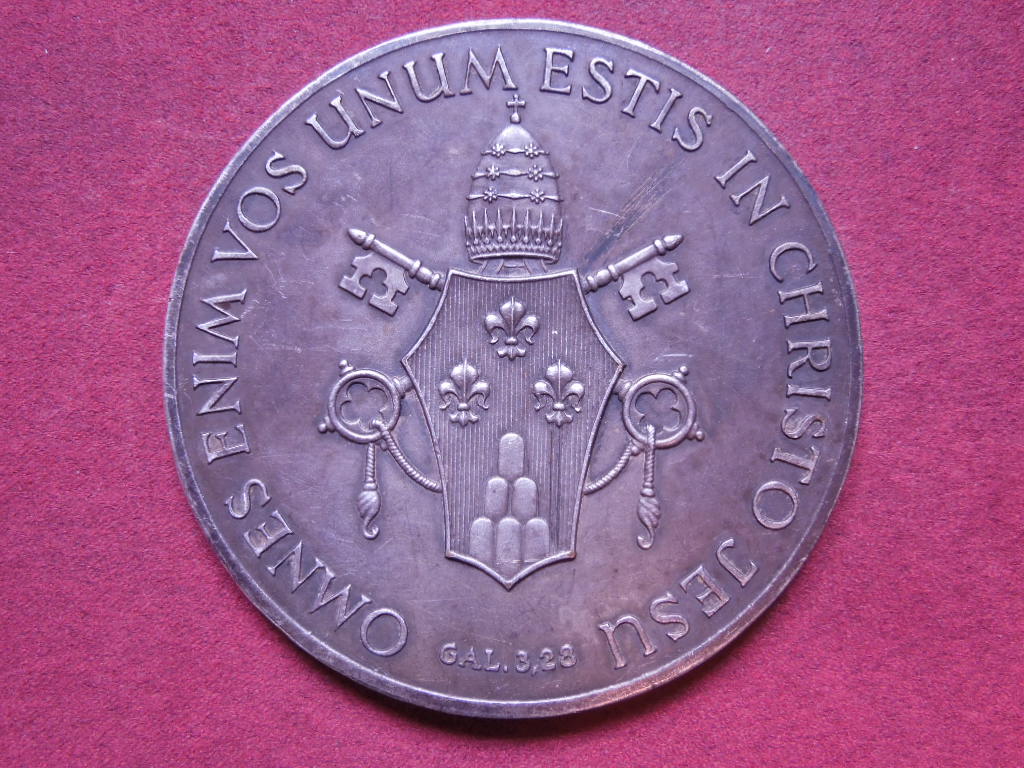 OMNES ENIM VOS UNUM ESTIS IN CHRISTO JESU
GAL. 3,28